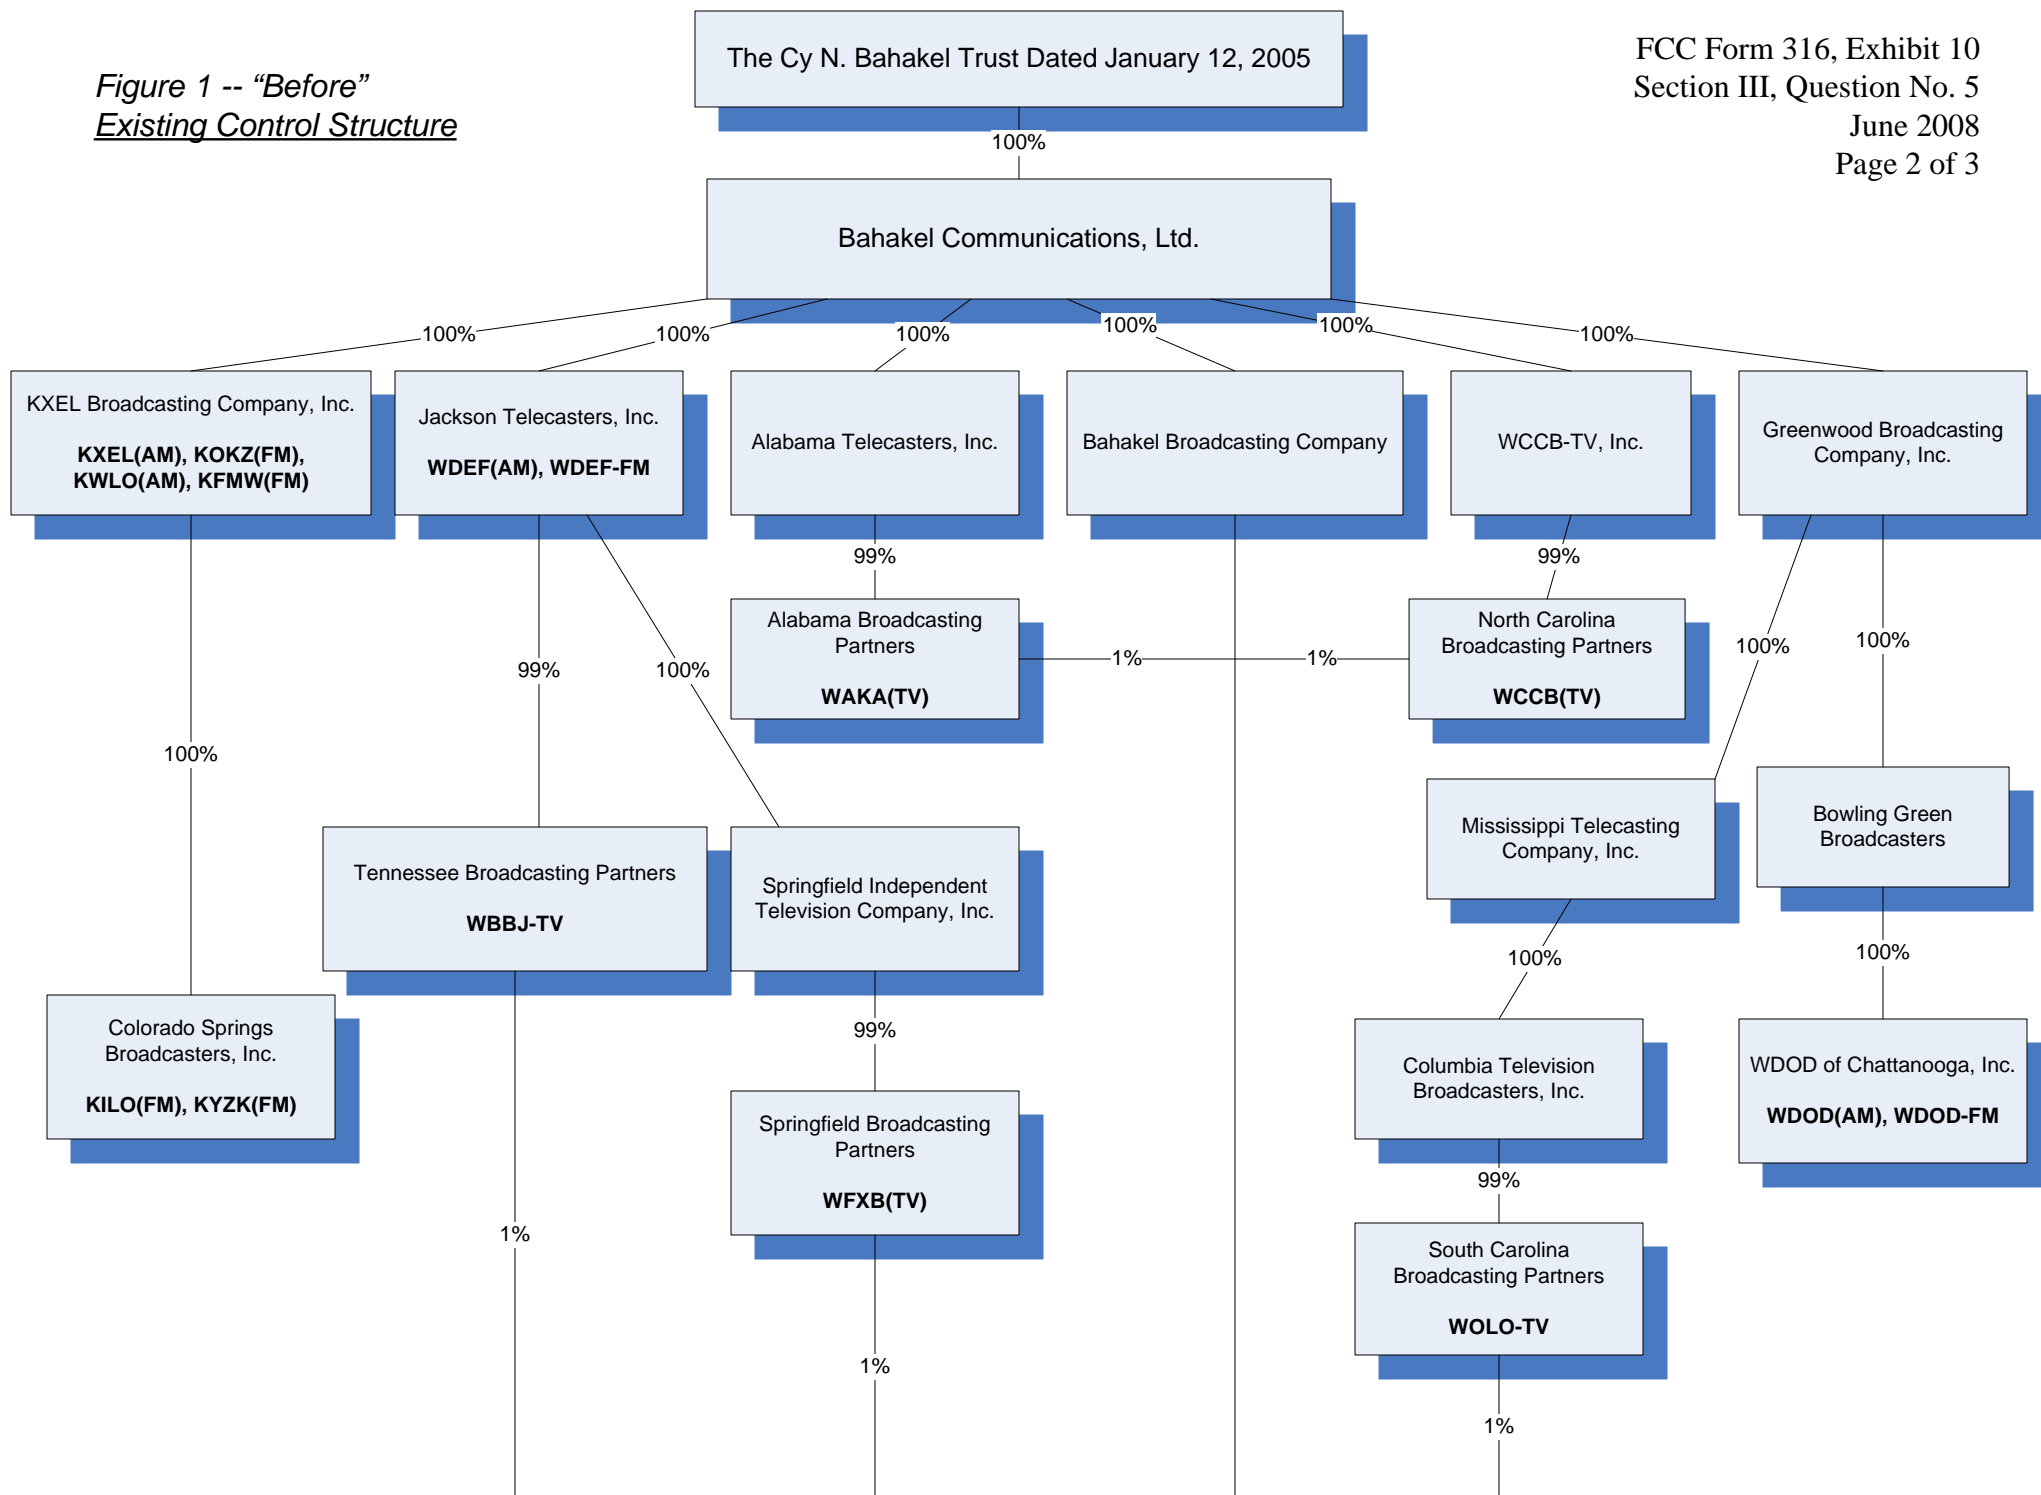 Figure 1 -- “Before”
Existing Control Structure
FCC Form 316, Exhibit 10
Section III, Question No. 5
June 2008
Page 2 of 3
The Cy N. Bahakel Trust Dated January 12, 2005
100%
Bahakel Communications, Ltd.
100%
100%
100%
100%
100%
100%
KXEL Broadcasting Company, Inc.
KXEL(AM), KOKZ(FM),
KWLO(AM), KFMW(FM)
Jackson Telecasters, Inc.
WDEF(AM), WDEF-FM
Alabama Telecasters, Inc.
Bahakel Broadcasting Company
WCCB-TV, Inc.
Greenwood Broadcasting
Company, Inc.
99%
99%
Alabama Broadcasting
Partners
WAKA(TV)
1%
1%
North Carolina
Broadcasting Partners
WCCB(TV)
100%
100%
99%
100%
100%
Mississippi Telecasting
Company, Inc.
Bowling Green
Broadcasters
Tennessee Broadcasting Partners
WBBJ-TV
Springfield Independent
Television Company, Inc.
100%
100%
99%
Colorado Springs
Broadcasters, Inc.
KILO(FM), KYZK(FM)
Columbia Television
Broadcasters, Inc.
WDOD of Chattanooga, Inc.
WDOD(AM), WDOD-FM
Springfield Broadcasting
Partners
WFXB(TV)
99%
1%
South Carolina
Broadcasting Partners
WOLO-TV
1%
1%